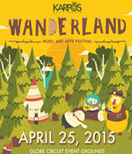 KARPOS
WANDERLAND
MUSIC AND ARTS FESTIVAL
APRIL 25, 2015
GLOBE CIRCUIT EVENT GROUNDS